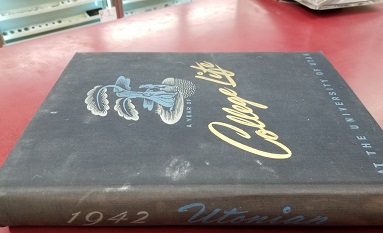 A YEAR OF
College Life
AT THE UNIVERSITY OF UTAH
1942 Utonian